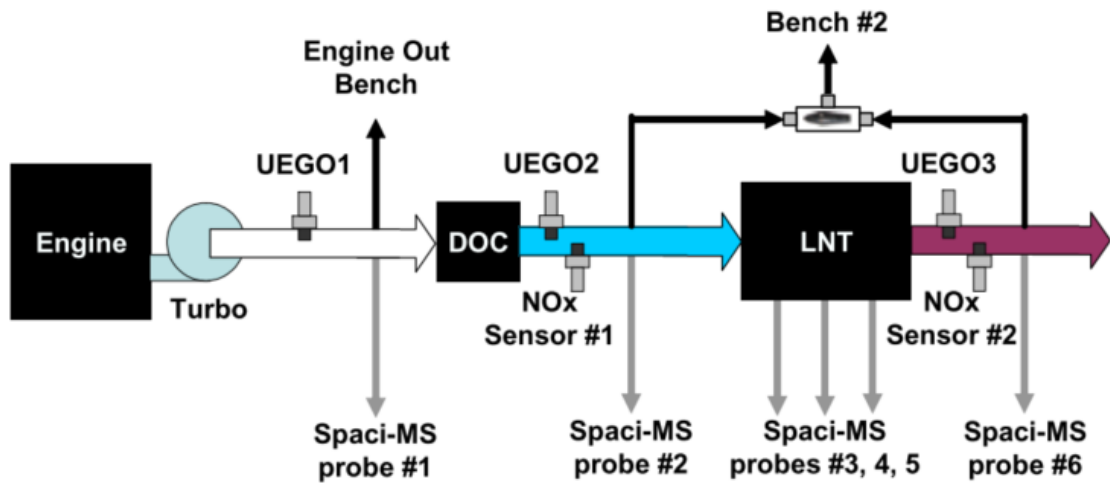 Bench #2
Engine Out
Bench
UEGO1
UEGO2
UEGO3
Engine
DOC
LNT
Turbo
NOx
Sensor #1
NOx
Sensor #2
Spaci-MS
probe #1
Spaci-MS
probe #2
Spaci-MS
probes #3, 4, 5
Spaci-MS
probe #6